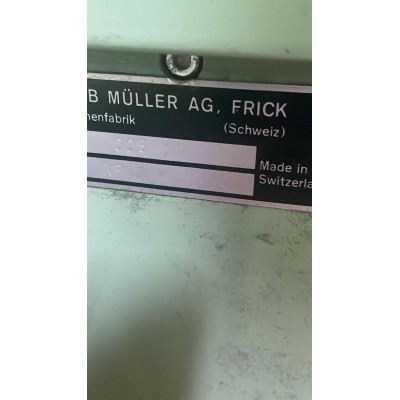 B MÜLLER AG, FRICK
nenfabrik (Schweiz)
Made in
Switzerla